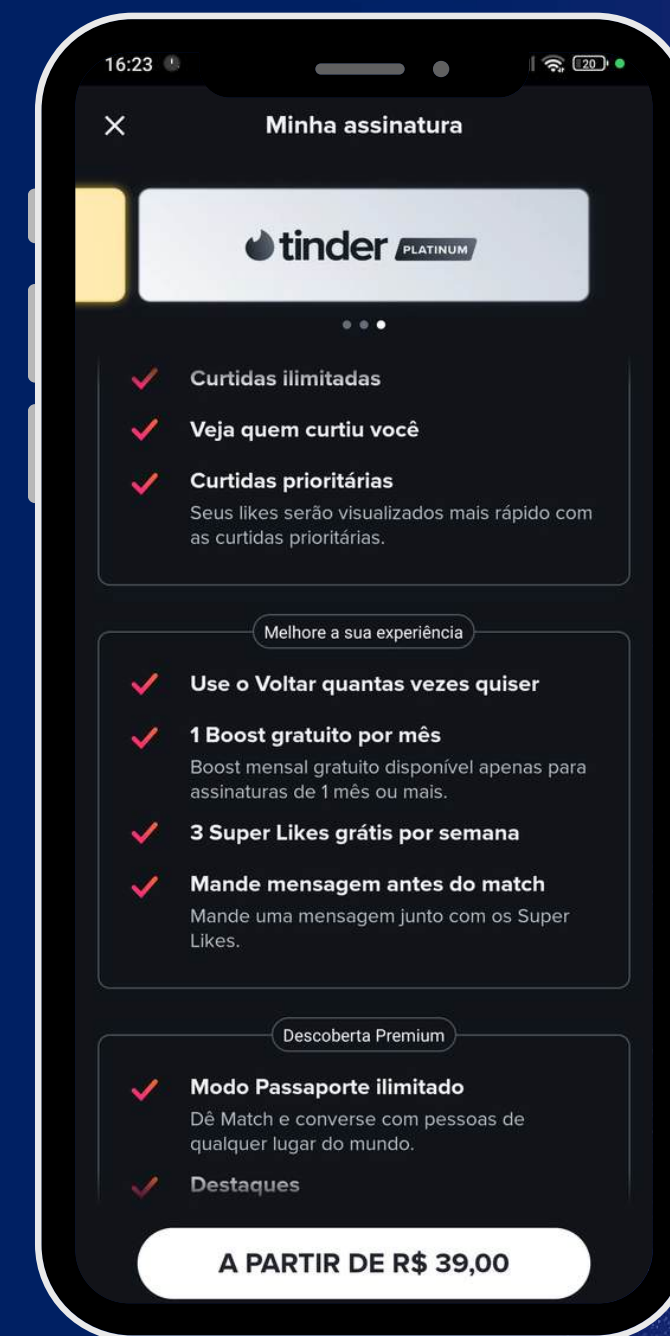 16:23
20
Minha assinatura
tinder PLATINUM
Curtidas ilimitadas
Veja quem curtiu você
Curtidas prioritárias
Seus likes serão visualizados mais rápido com
as curtidas prioritárias.
Melhore a sua experiência
Use o Voltar quantas vezes quiser
1 Boost gratuito por mês
Boost mensal gratuito disponível apenas para
assinaturas de 1 mês ou mais.
3 Super Likes grátis por semana
Mande mensagem antes do match
Mande uma mensagem junto com os Super
Likes.
Descoberta Premium
Modo Passaporte ilimitado
Dê Match e converse com pessoas de
qualquer lugar do mundo.
Destaques
A PARTIR DE R$ 39,00